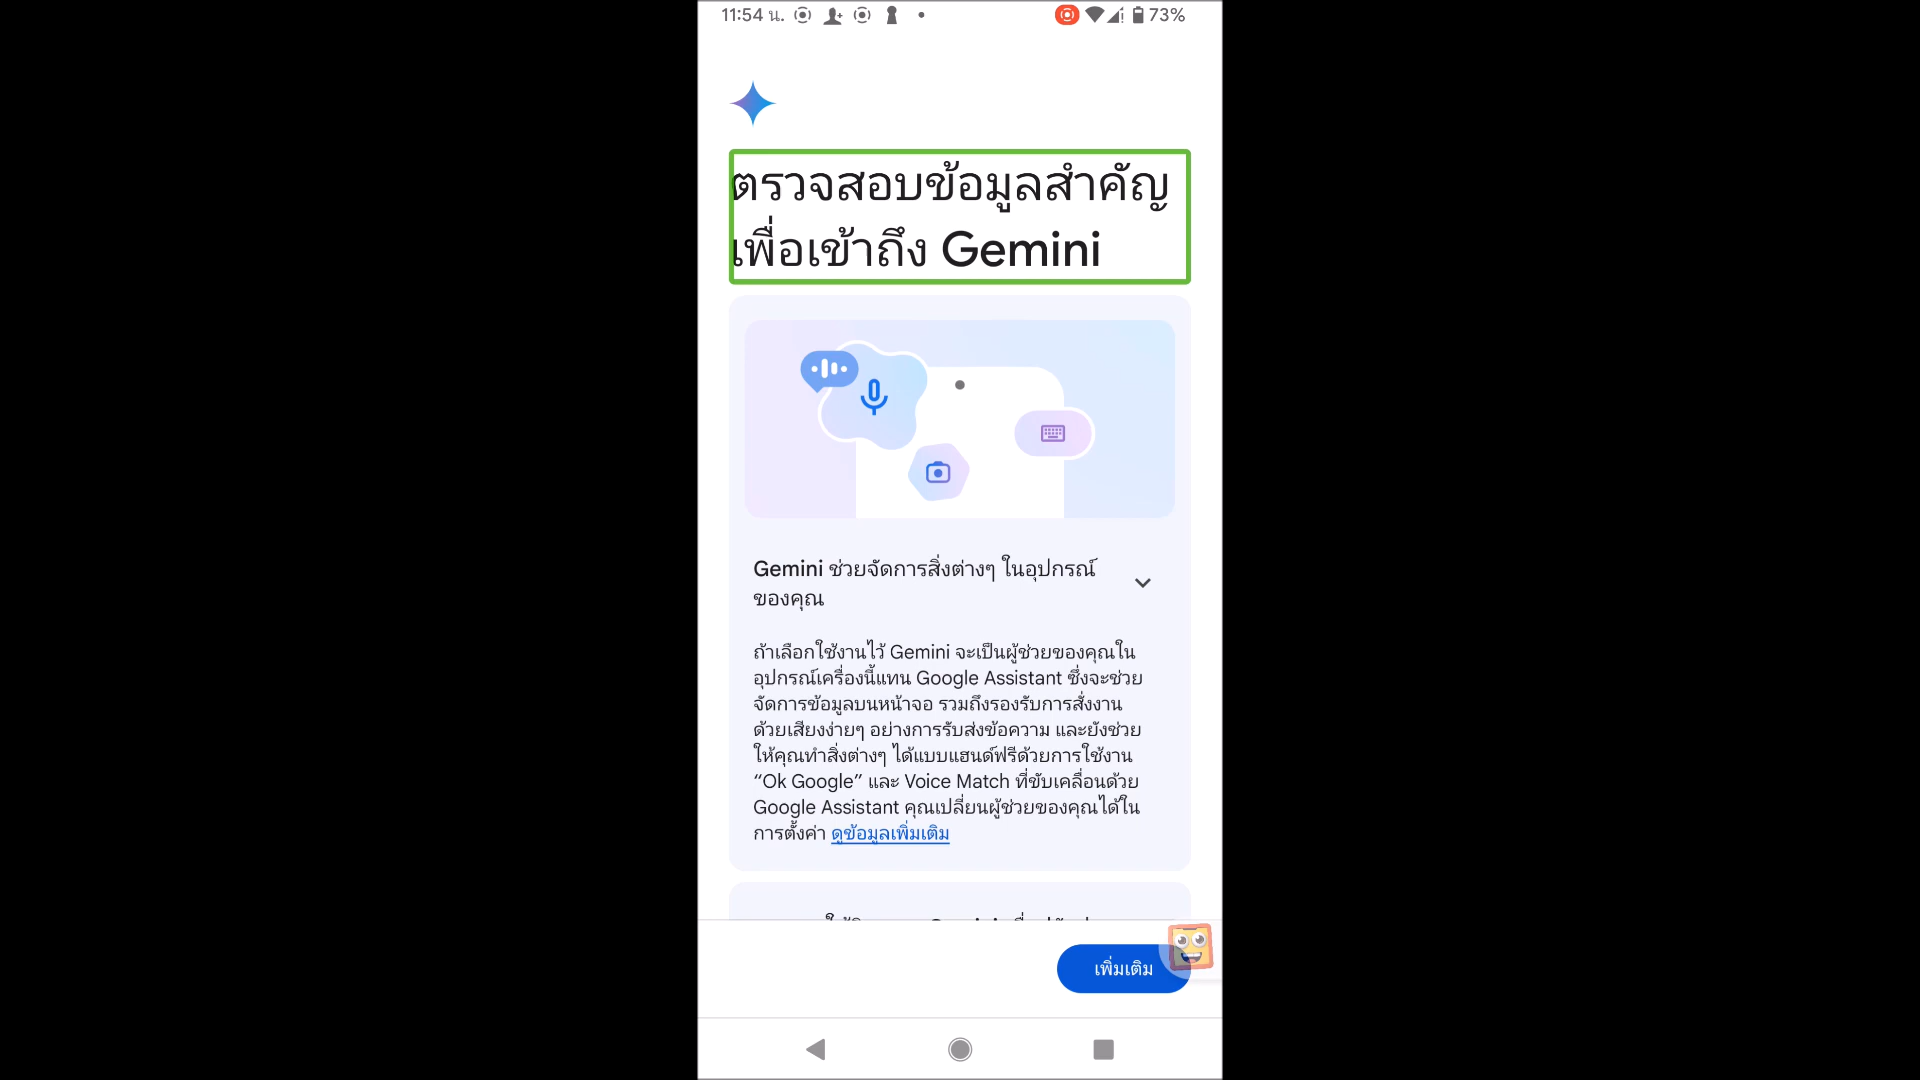 11:54 น.
73%
ตรวจสอบข้อมูลสำคัญ
เพื่อเข้าถึง Gemini
Gemini ช่วยจัดการสิ่งต่างๆ ในอุปกรณ์
ของคุณ
ถ้าเลือกใช้งานไว้ Gemini จะเป็นผู้ช่วยของคุณใน
อุปกรณ์เครื่องนี้แทน Google Assistant ซึ่งจะช่วย
จัดการข้อมูลบนหน้าจอ รวมถึงรองรับการสั่งงาน
ด้วยเสียงง่ายๆ อย่างการรับส่งข้อความ และยังช่วย
ให้คุณทำสิ่งต่างๆ ได้แบบแฮนด์ฟรีด้วยการใช้งาน
“Ok Google” และ Voice Match ที่ขับเคลื่อนด้วย
Google Assistant คุณเปลี่ยนผู้ช่วยของคุณได้ใน
การตั้งค่า ดูข้อมูลเพิ่มเติม
เพิ่มเติม